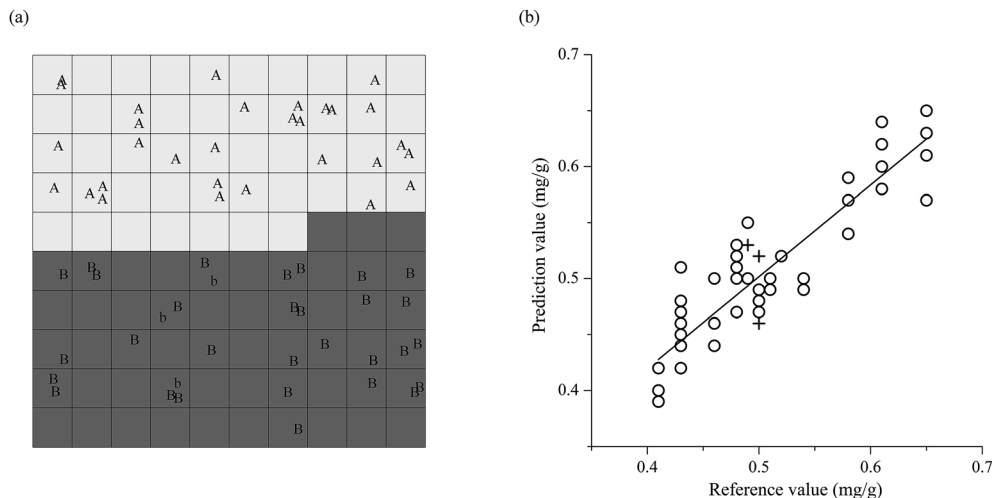 (a)
A A A A
A A A A A A A A A
A A A A A A A A
A A A A A A A A A
B B B B b B B B B
b B B B B B
B B B B B B B B
B B B b B B B B B
B
(b)
0.7
0.6
0.5
0.4
Prediction value (mg/g)
0.4 0.5 0.6 0.7
Reference value (mg/g)